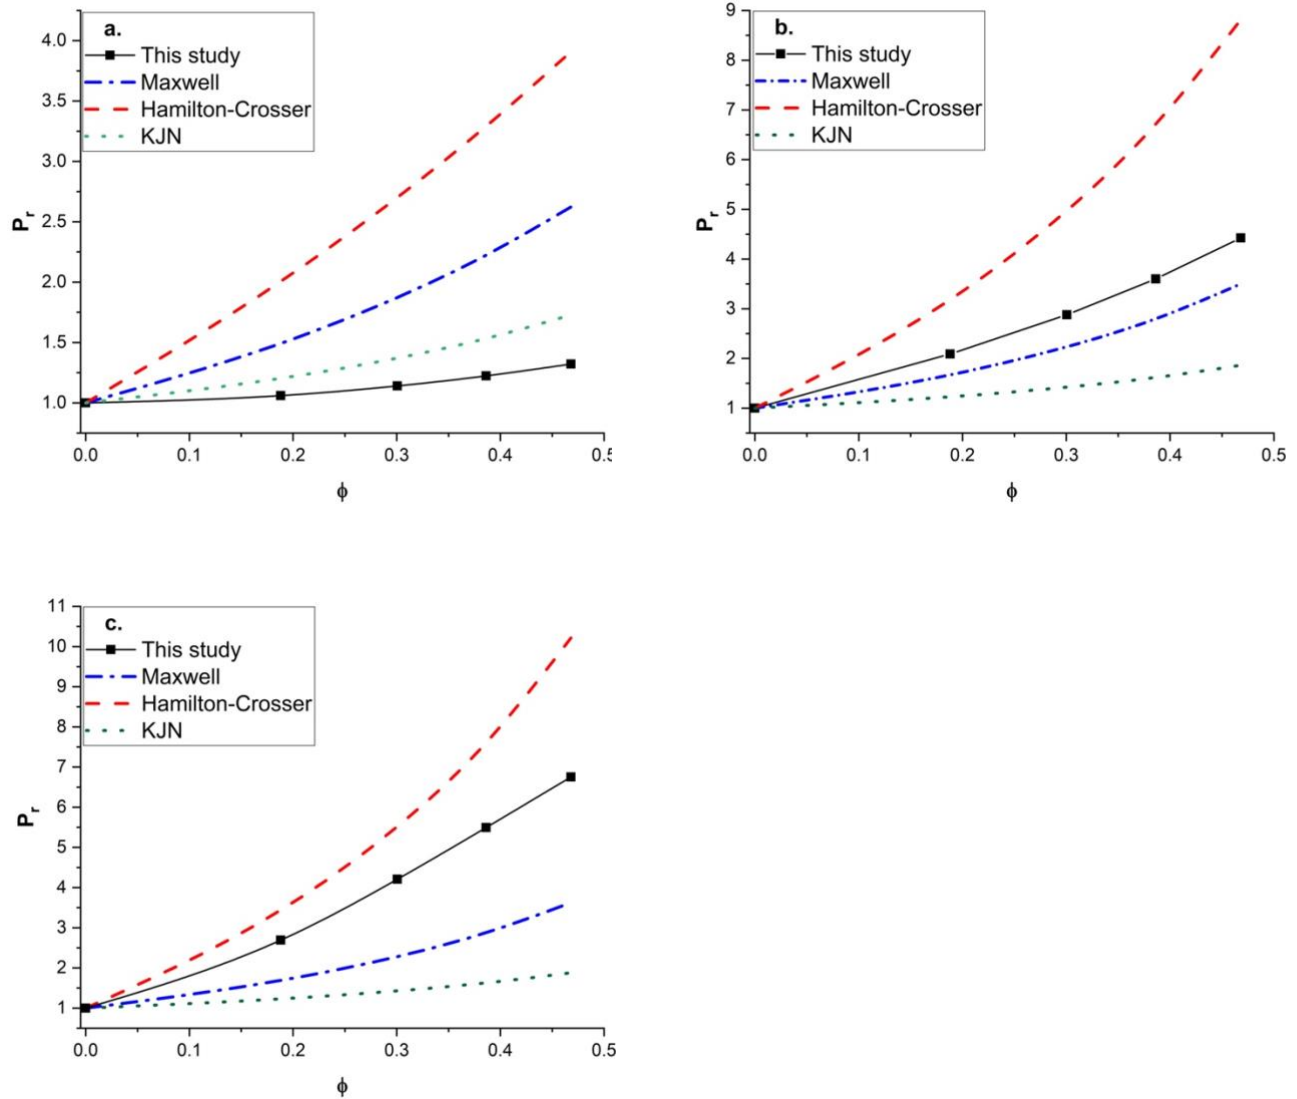 a.
This study
Maxwell
Hamilton-Crosser
KJN
4.0
3.5
3.0
2.5
2.0
1.5
1.0
Pr
0.0 0.1 0.2 0.3 0.4 0.5
ϕ
b.
This study
Maxwell
Hamilton-Crosser
KJN
9
8
7
6
5
4
3
2
1
Pr
0.0 0.1 0.2 0.3 0.4 0.5
ϕ
c.
This study
Maxwell
Hamilton-Crosser
KJN
11
10
9
8
7
6
5
4
3
2
1
Pr
0.0 0.1 0.2 0.3 0.4 0.5
ϕ